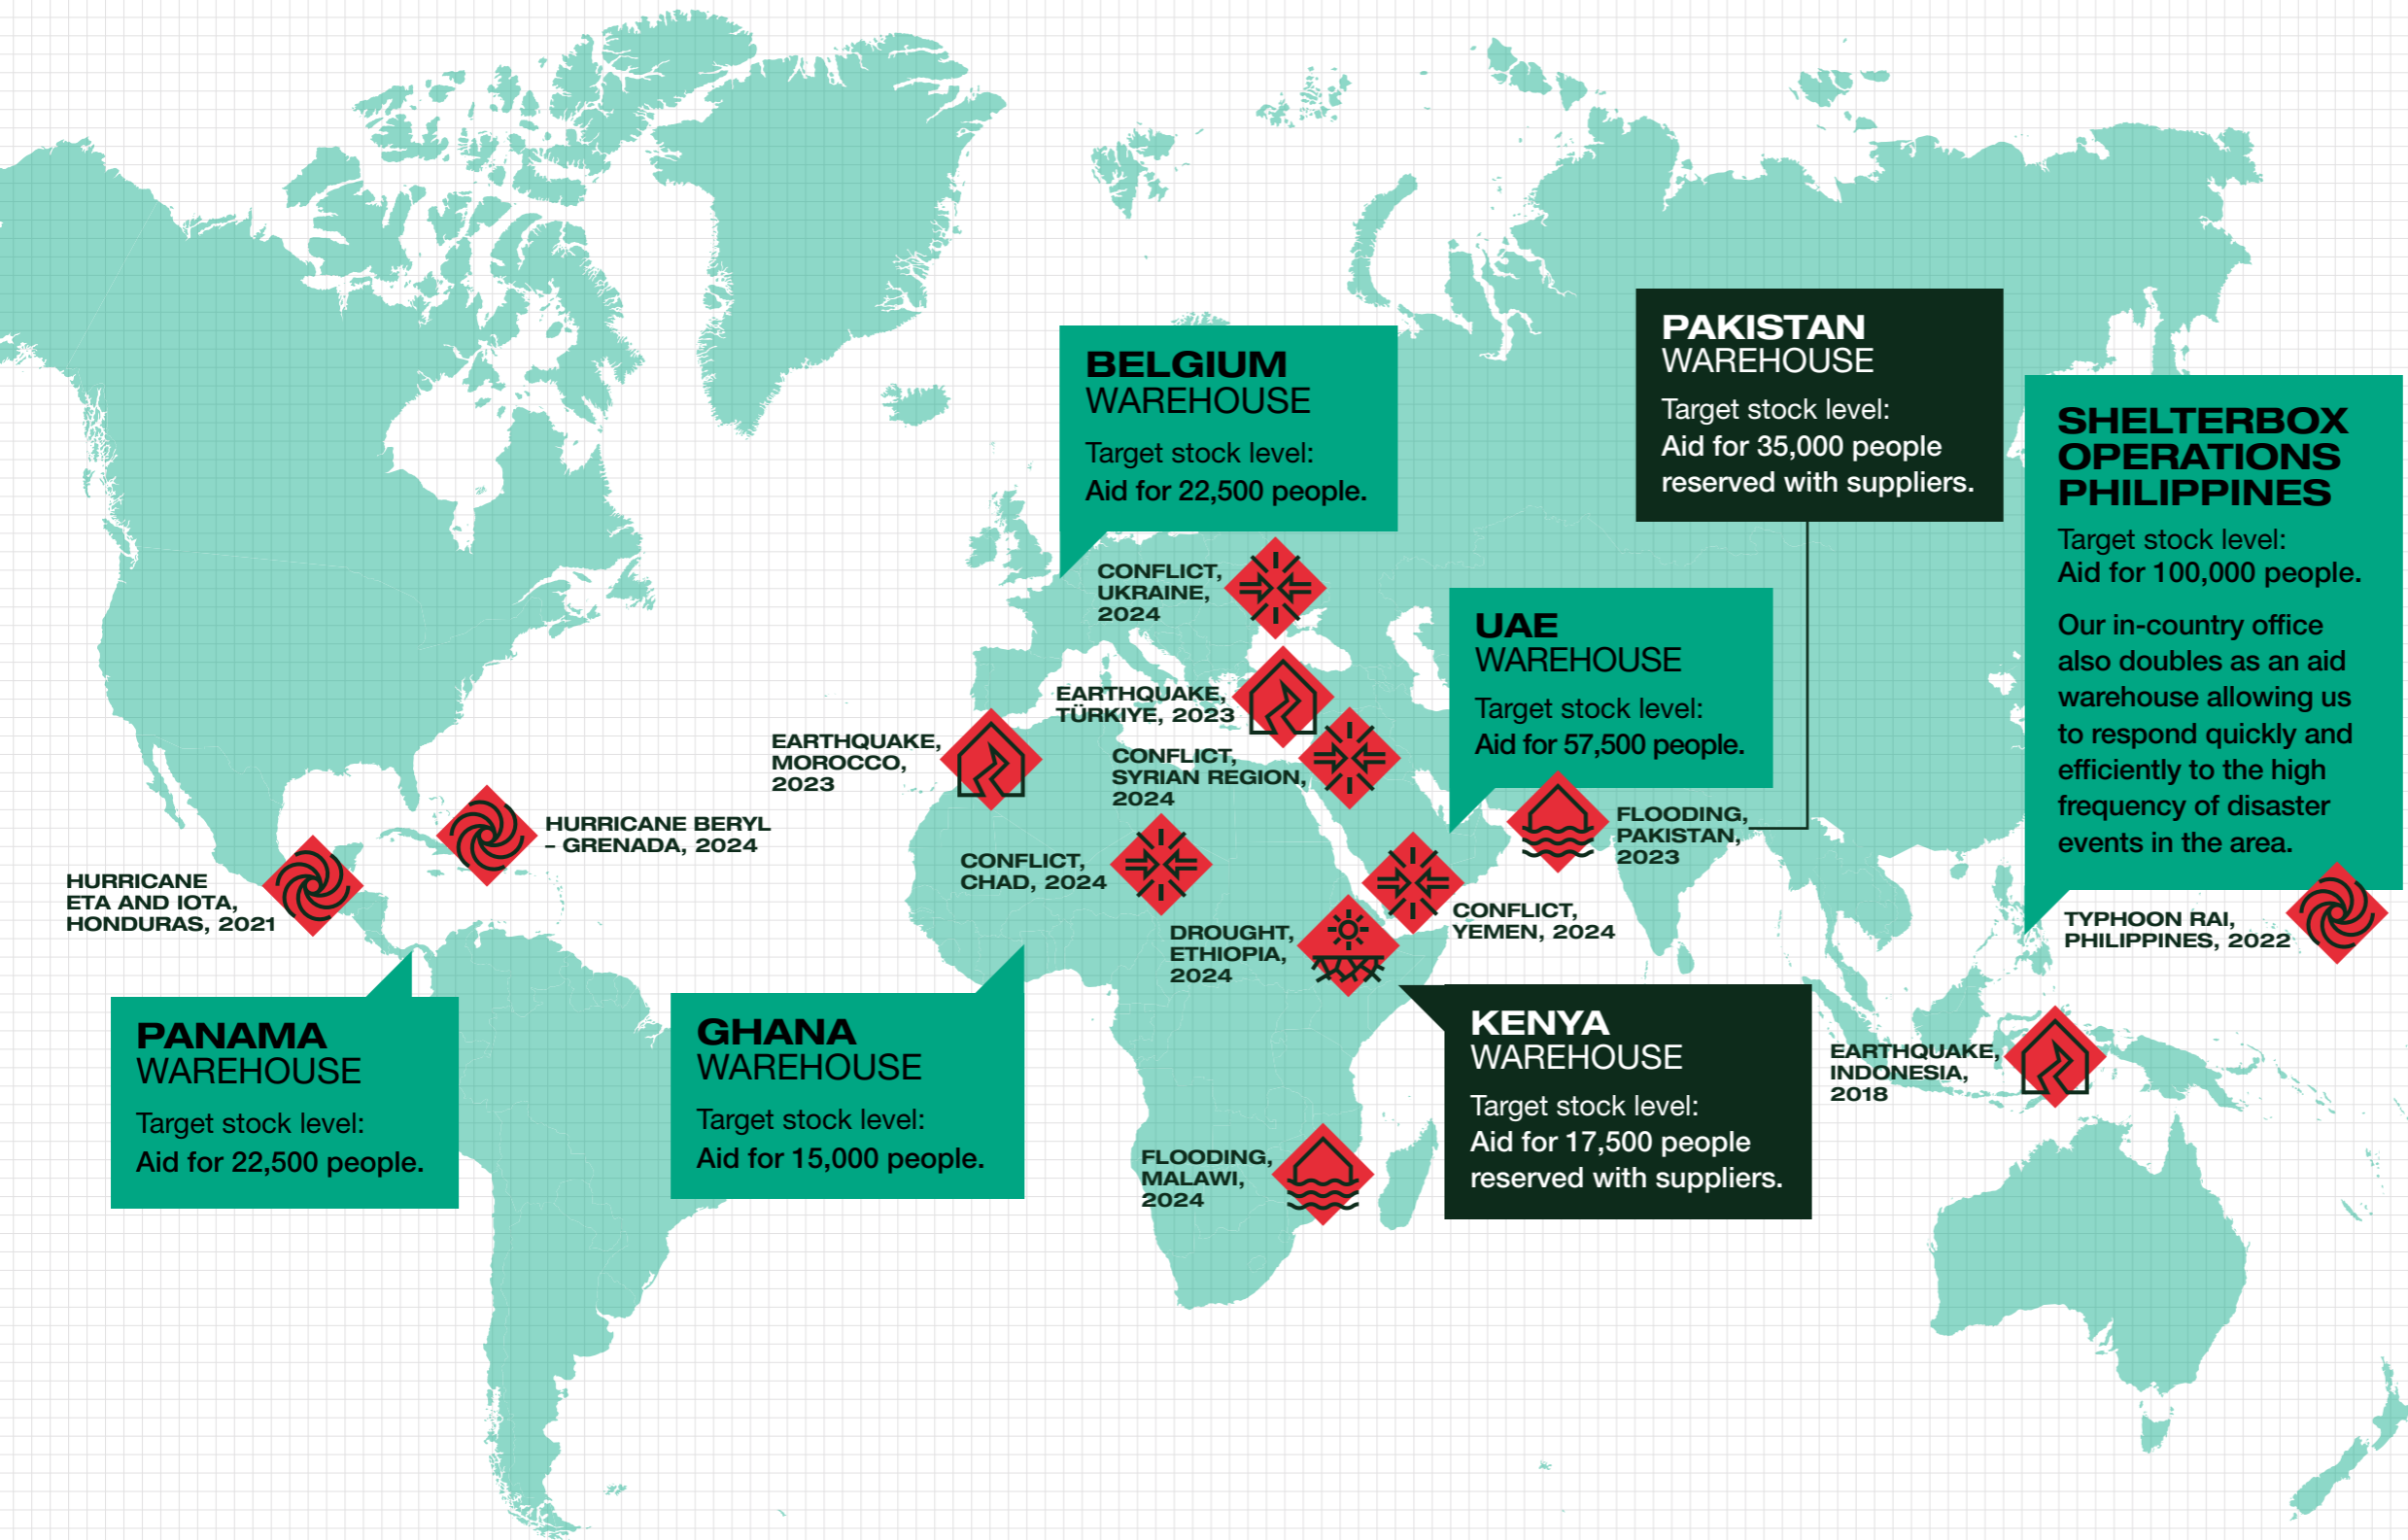 BELGIUM
WAREHOUSE
Target stock level:
Aid for 22,500 people.
PAKISTAN
WAREHOUSE
Target stock level:
Aid for 35,000 people
reserved with suppliers.
SHELTERBOX
OPERATIONS
PHILIPPINES
Target stock level:
Aid for 100,000 people.
Our in-country office
also doubles as an aid
warehouse allowing us
to respond quickly and
efficiently to the high
frequency of disaster
events in the area.
CONFLICT,
UKRAINE,
2024
UAE
WAREHOUSE
Target stock level:
Aid for 57,500 people.
EARTHQUAKE,
TÜRKIYE, 2023
EARTHQUAKE,
MOROCCO,
2023
CONFLICT,
SYRIAN REGION,
2024
HURRICANE BERYL
– GRENADA, 2024
FLOODING,
PAKISTAN,
2023
CONFLICT,
CHAD, 2024
HURRICANE
ETA AND IOTA,
HONDURAS, 2021
CONFLICT,
YEMEN, 2024
DROUGHT,
ETHIOPIA,
2024
TYPHOON RAI,
PHILIPPINES, 2022
PANAMA
WAREHOUSE
Target stock level:
Aid for 22,500 people.
GHANA
WAREHOUSE
Target stock level:
Aid for 15,000 people.
KENYA
WAREHOUSE
Target stock level:
Aid for 17,500 people
reserved with suppliers.
EARTHQUAKE,
INDONESIA,
2018
FLOODING,
MALAWI,
2024